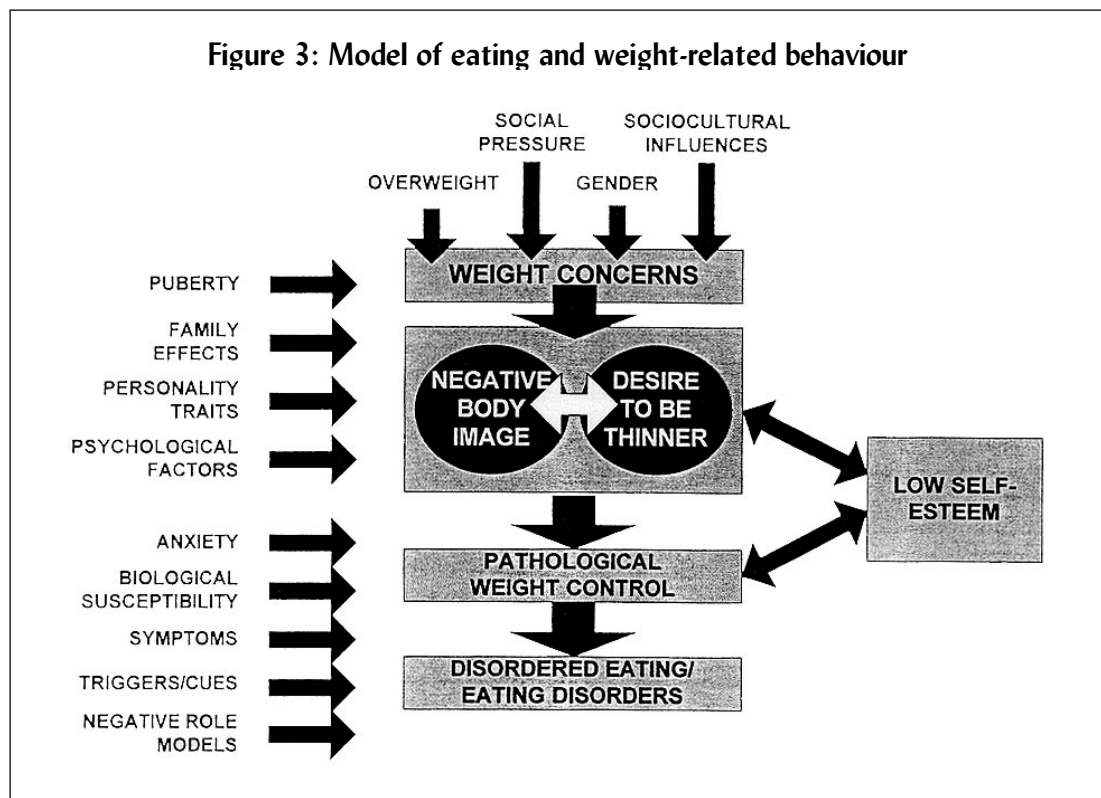 Figure 3: Model of eating and weight-related behaviour
SOCIAL
PRESSURE
SOCIOCULTURAL
INFLUENCES
OVERWEIGHT
GENDER
WEIGHT CONCERNS
PUBERTY
FAMILY
EFFECTS
PERSONALITY
TRAITS
PSYCHOLOGICAL
FACTORS
NEGATIVE
BODY
IMAGE
DESIRE
TO BE
THINNER
LOW SELF-
ESTEEM
ANXIETY
BIOLOGICAL
SUSCEPTIBILITY
SYMPTOMS
TRIGGERS/CUES
NEGATIVE ROLE
MODELS
PATHOLOGICAL
WEIGHT CONTROL
DISORDERED EATING/
EATING DISORDERS